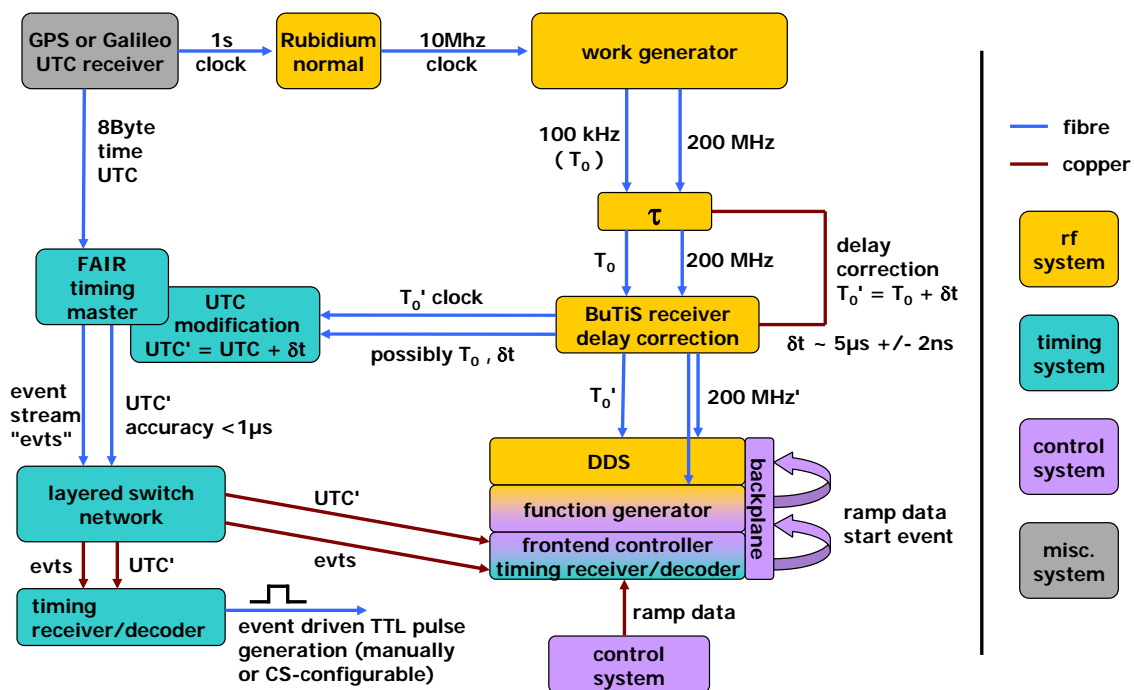 GPS or Galileo
UTC receiver
1s
clock
Rubidium
normal
10Mhz
clock
work generator
8Byte
time
UTC
100 kHz
( T₀ )
200 MHz
fibre
copper
τ
T₀
200 MHz
delay
correction
T₀' = T₀ + δt
rf
system
FAIR
timing
master
UTC
modification
UTC' = UTC + δt
T₀' clock
possibly T₀ , δt
BuTiS receiver
delay correction
δt ~ 5µs +/- 2ns
timing
system
event
stream
"evts"
UTC'
accuracy <1µs
T₀'
200 MHz'
DDS
function generator
frontend controller
timing receiver/decoder
backplane
ramp data
start event
control
system
layered switch
network
UTC'
evts
evts
UTC'
timing
receiver/decoder
event driven TTL pulse
generation (manually
or CS-configurable)
ramp data
control
system
misc.
system